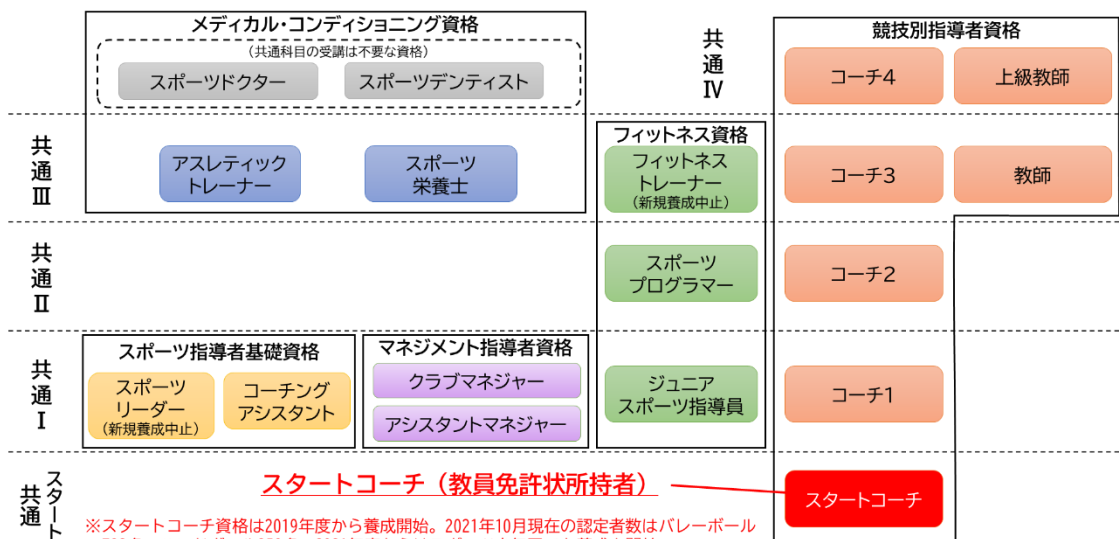 メディカル・コンディショニング資格
(共通科目の受講は不要な資格)
スポーツドクター
スポーツデンティスト
共通Ⅳ
競技別指導者資格
コーチ4
上級教師
共通Ⅲ
アスレティック
トレーナー
スポーツ
栄養士
フィットネス資格
フィットネス
トレーナー
(新規養成中止)
コーチ3
教師
共通Ⅱ
スポーツ
プログラマー
コーチ2
共通Ⅰ
スポーツ指導者基礎資格
スポーツ
リーダー
(新規養成中止)
コーチング
アシスタント
マネジメント指導者資格
クラブマネジャー
アシスタントマネジャー
ジュニア
スポーツ指導員
コーチ1
共通
スタート
スタートコーチ（教員免許状所持者）
スタートコーチ
※スタートコーチ資格は2019年度から養成開始。2021年10月現在の認定者数はバレーボール